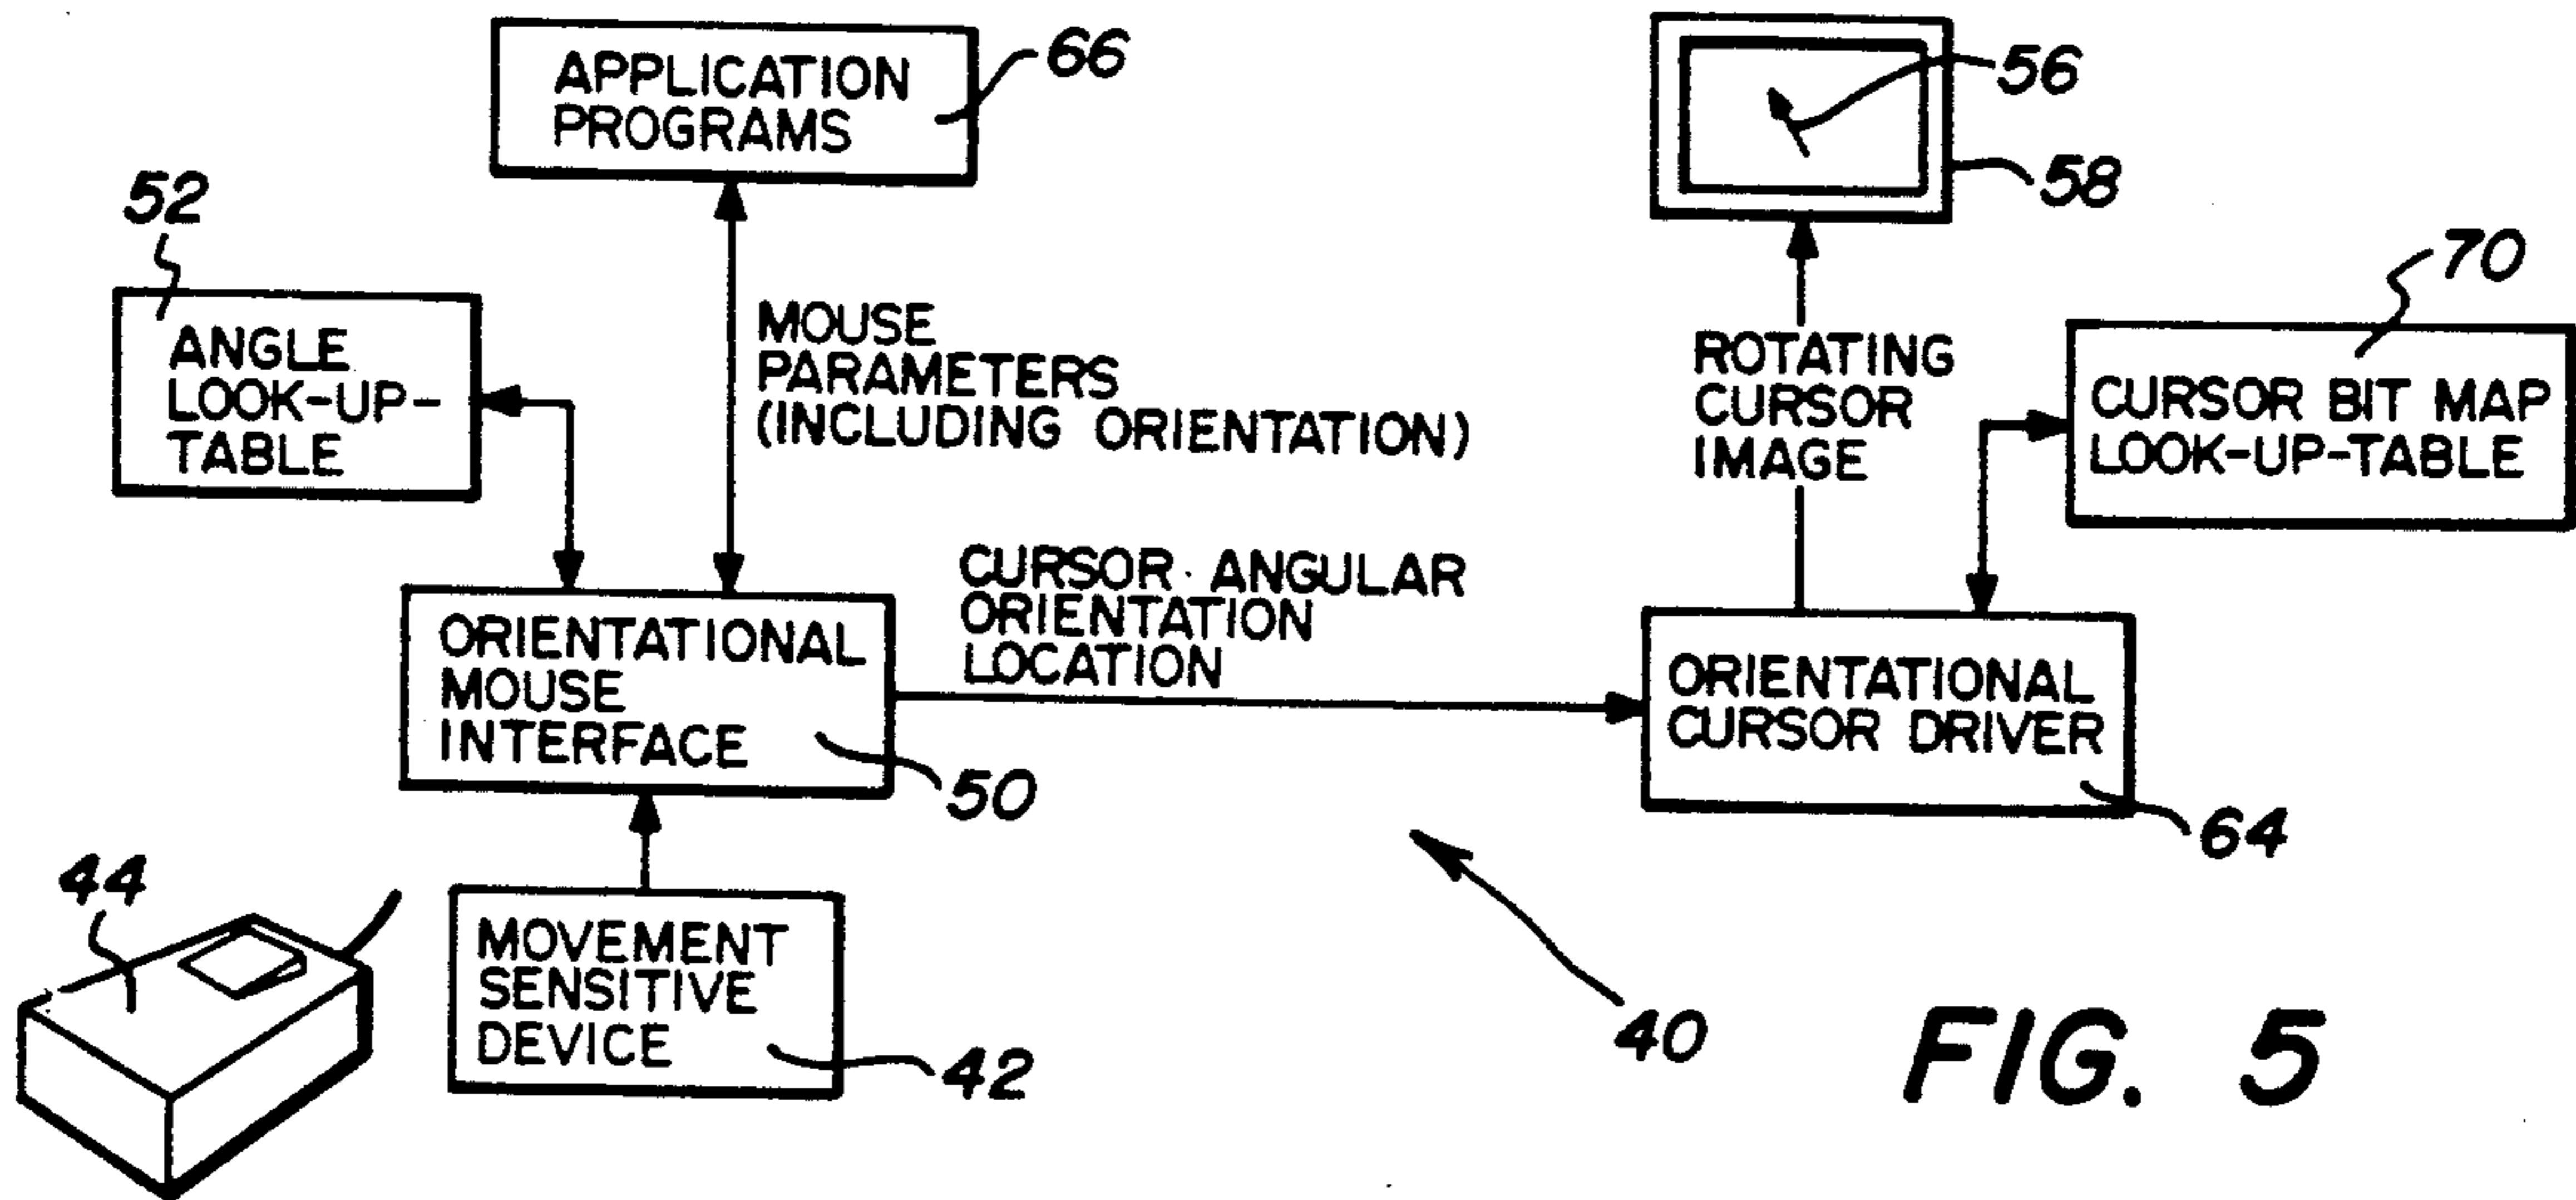 APPLICATION
PROGRAMS
66
56
58
52
70
ANGLE
LOOK-UP-
TABLE
MOUSE
PARAMETERS
(INCLUDING ORIENTATION)
ROTATING
CURSOR
IMAGE
CURSOR BIT MAP
LOOK-UP-TABLE
CURSOR ANGULAR
ORIENTATION
LOCATION
ORIENTATIONAL
MOUSE
INTERFACE
50
ORIENTATIONAL
CURSOR DRIVER
64
44
MOVEMENT
SENSITIVE
DEVICE
42
40
FIG. 5